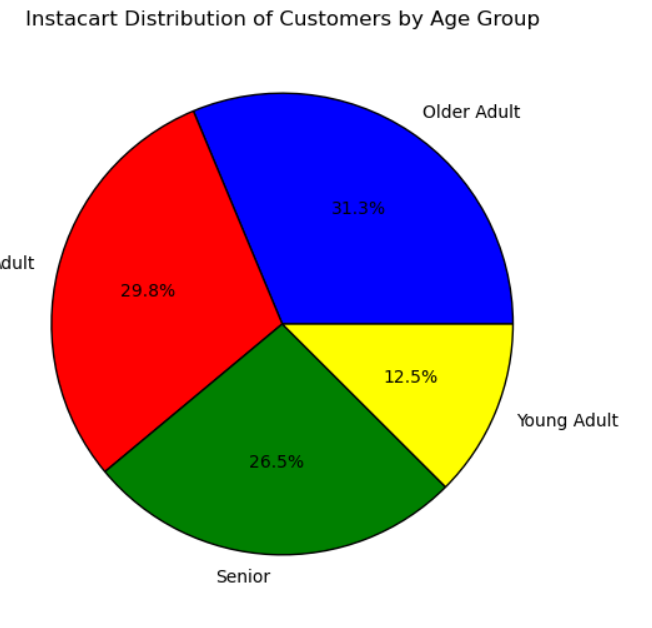 Instacart Distribution of Customers by Age Group
Older Adult
31.3%
dult
29.8%
12.5%
Young Adult
26.5%
Senior